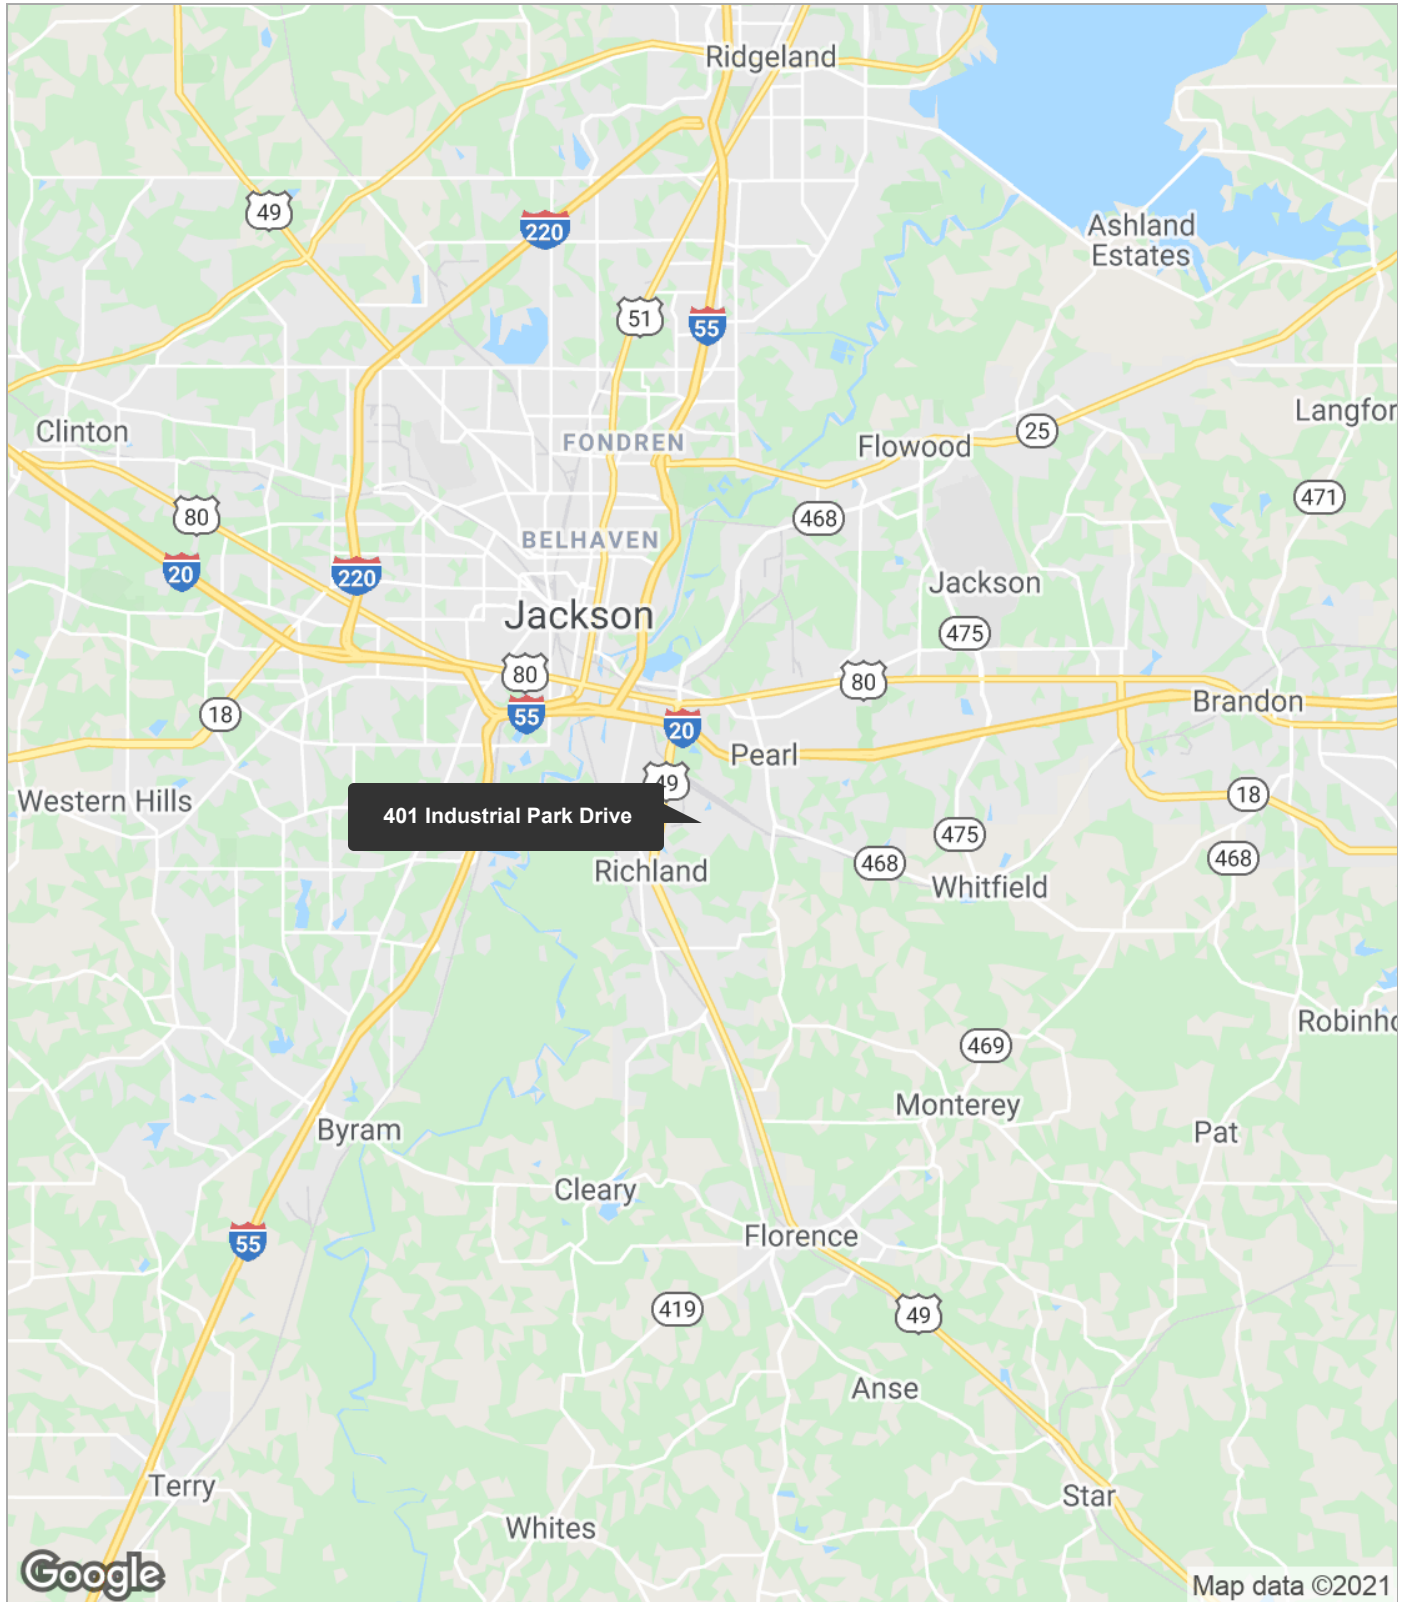 Ridgeland
49
220
Ashland
Estates
51
55
Langfor
Clinton
FONDREN
Flowood
25
471
80
468
BELHAVEN
20
220
Jackson
Jackson
475
80
80
18
55
20
Brandon
Pearl
49
Western Hills
18
401 Industrial Park Drive
475
468
468
Richland
Whitfield
Robinho
469
Monterey
Byram
Pat
Cleary
Florence
55
419
49
Anse
Terry
Star
Whites
Google
Map data ©2021